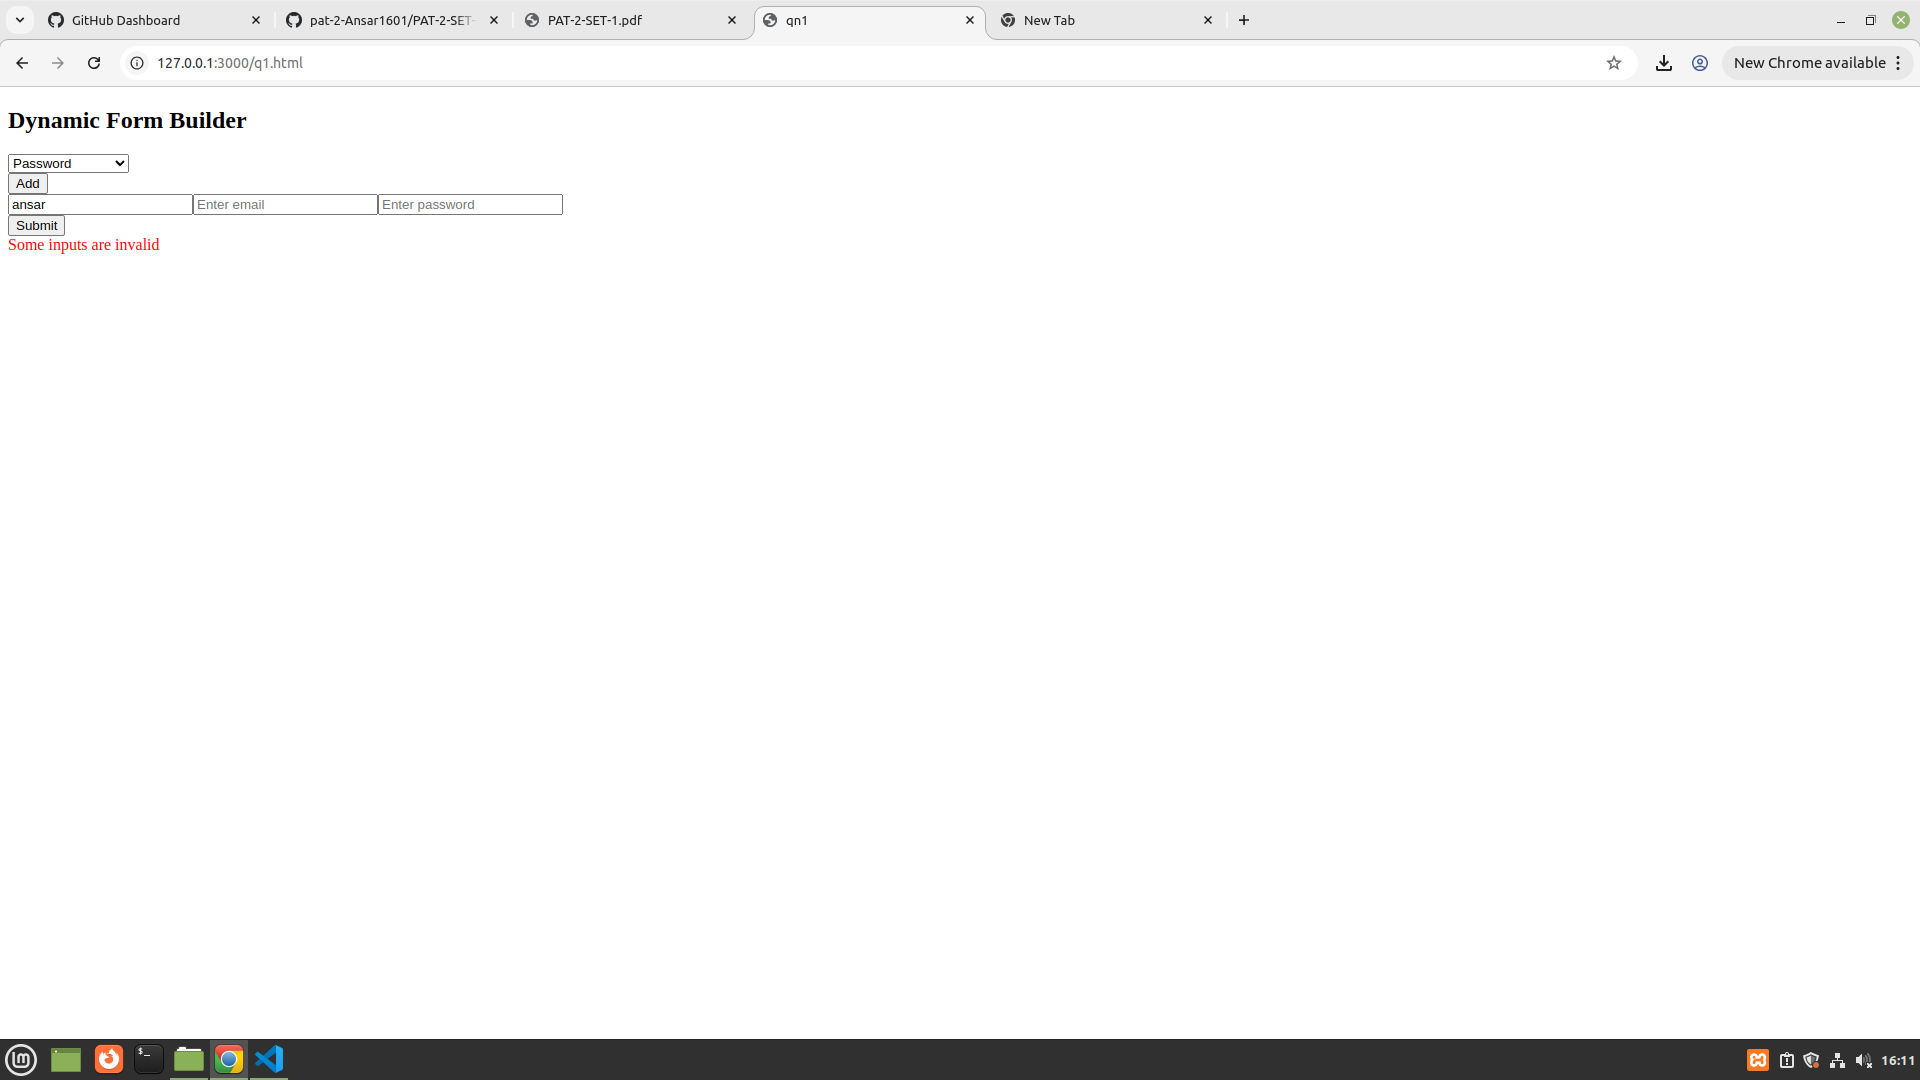 GitHub Dashboard
pat-2-Ansar1601/PAT-2-SET-
PAT-2-SET-1.pdf
qn1
New Tab
127.0.0.1:3000/q1.html
New Chrome available
Dynamic Form Builder
Password
Add
ansar Enter email Enter password
Submit
Some inputs are invalid
$_
16:11